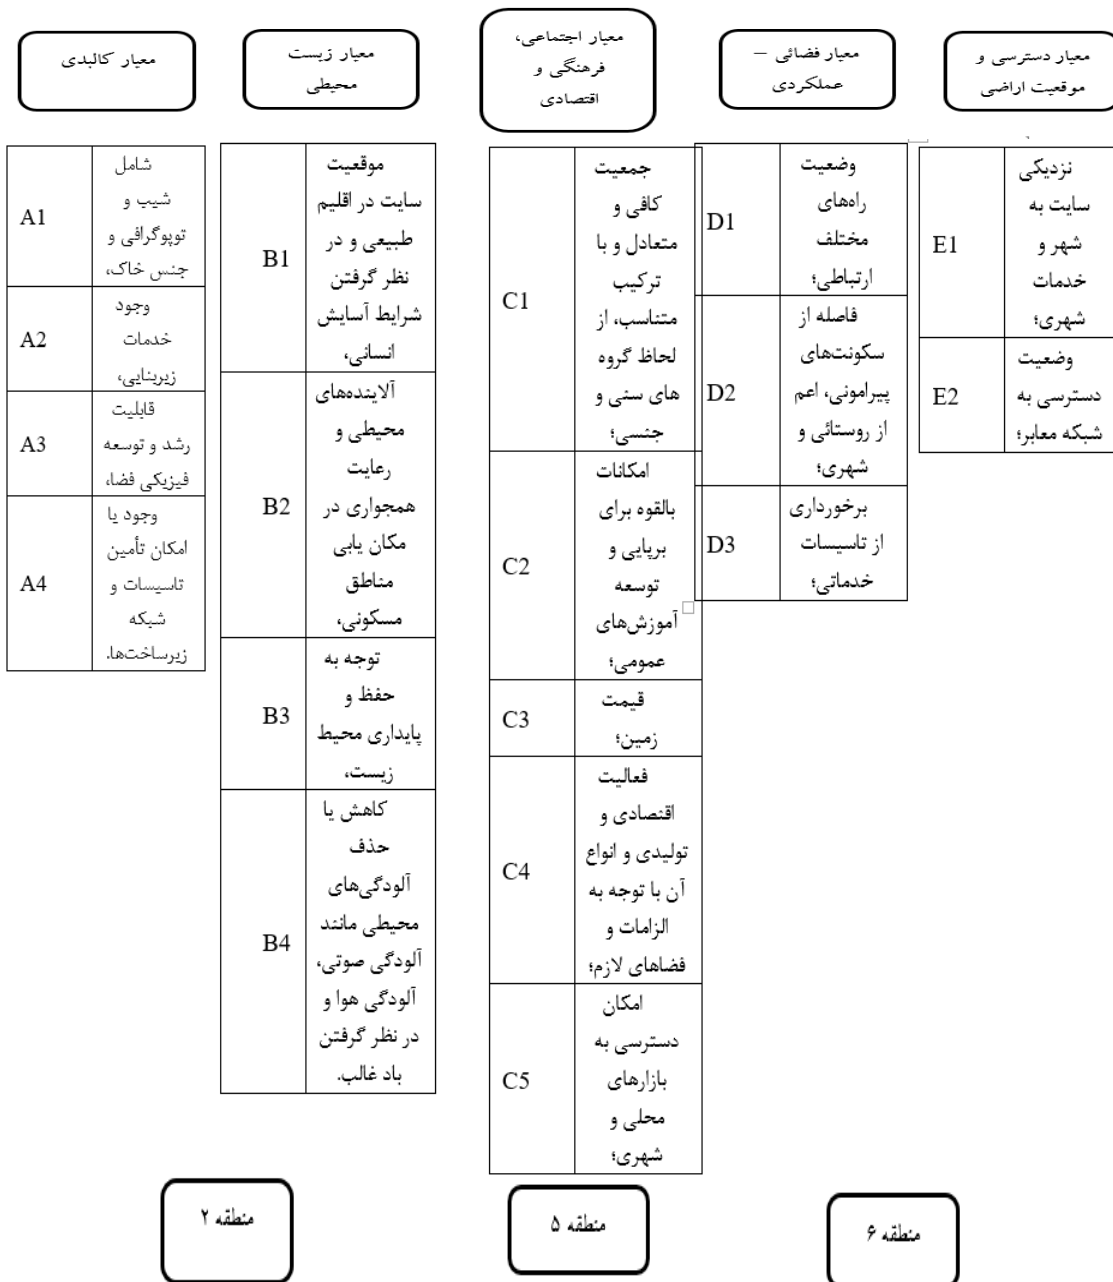 معیار دسترسی و
موقعیت اراضی
معیار فضائی –
عملکردی
معیار اجتماعی،
فرهنگی و
اقتصادی
معیار زیست
محیطی
معیار کالبدی
نزدیکی
سایت به
شهر و
خدمات
شهری؛
E1
وضعیت
دسترسی به
شبکه معابر؛
E2
وضعیت
راه‌های
مختلف
ارتباطی؛
D1
فاصله از
سکونت‌های
پیرامونی، اعم
از روستائی و
شهری؛
D2
برخورداری
از تاسیسات
خدماتی؛
D3
جمعیت
کافی و
متعادل و با
ترکیب
متناسب، از
لحاظ گروه
های سنی و
جنسی؛
C1
امکانات
بالقوه برای
برپایی و
توسعه
آموزش‌های
عمومی؛
C2
قیمت
زمین؛
C3
فعالیت
اقتصادی و
تولیدی و انواع
آن با توجه به
الزامات و
فضاهای لازم؛
C4
امکان
دسترسی به
بازارهای
محلی و
شهری؛
C5
موقعیت
سایت در اقلیم
طبیعی و در
نظر گرفتن
شرایط آسایش
انسانی،
B1
آلاینده‌های
محیطی و
رعایت
همجواری در
مکان یابی
مناطق
مسکونی،
B2
توجه به
حفظ و
پایداری محیط
زیست،
B3
کاهش یا
حذف
آلودگی‌های
محیطی مانند
آلودگی صوتی،
آلودگی هوا و
در نظر گرفتن
باد غالب.
B4
شامل
شیب و
توپوگرافی و
جنس خاک،
A1
وجود
خدمات
زیربنایی،
A2
قابلیت
رشد و توسعه
فیزیکی فضا،
A3
وجود یا
امکان تأمین
تاسیسات و
شبکه
زیرساخت‌ها.
A4
منطقه ۶
منطقه ۵
منطقه ۲